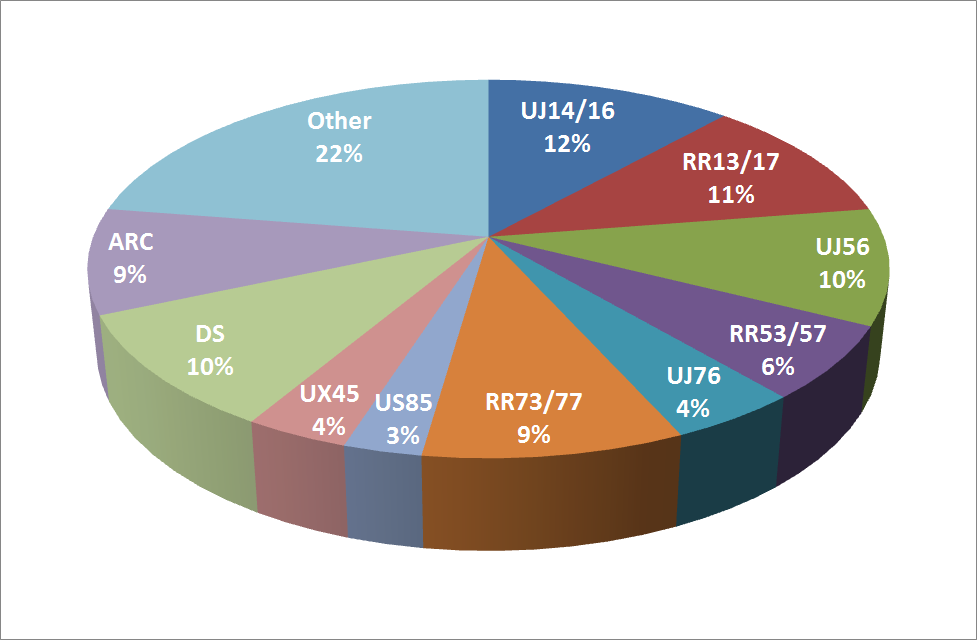 UJ14/16
12%
RR13/17
11%
UJ56
10%
RR53/57
6%
UJ76
4%
RR73/77
9%
US85
3%
UX45
4%
DS
10%
ARC
9%
Other
22%